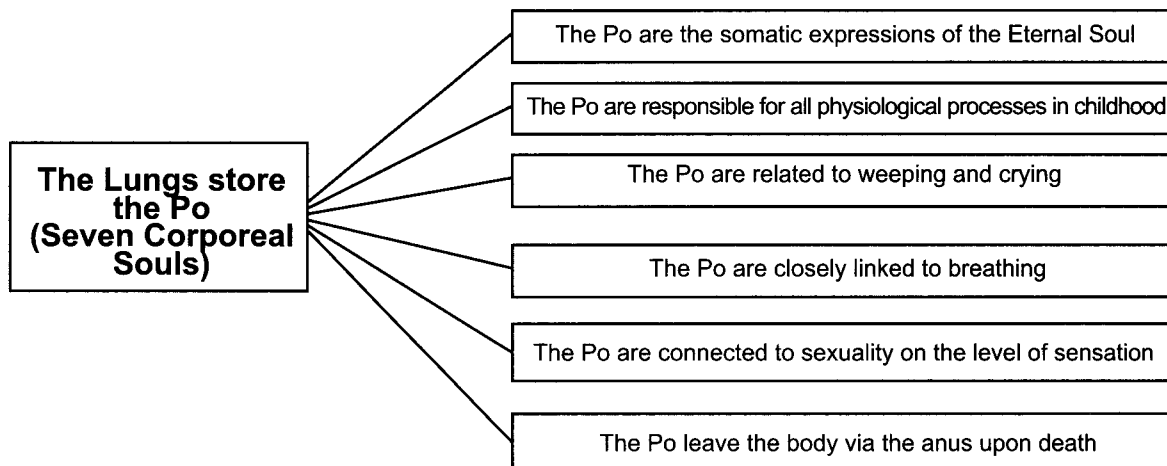 The Lungs store
the Po
(Seven Corporeal
Souls)
The Po are the somatic expressions of the Eternal Soul
The Po are responsible for all physiological processes in childhood
The Po are related to weeping and crying
The Po are closely linked to breathing
The Po are connected to sexuality on the level of sensation
The Po leave the body via the anus upon death